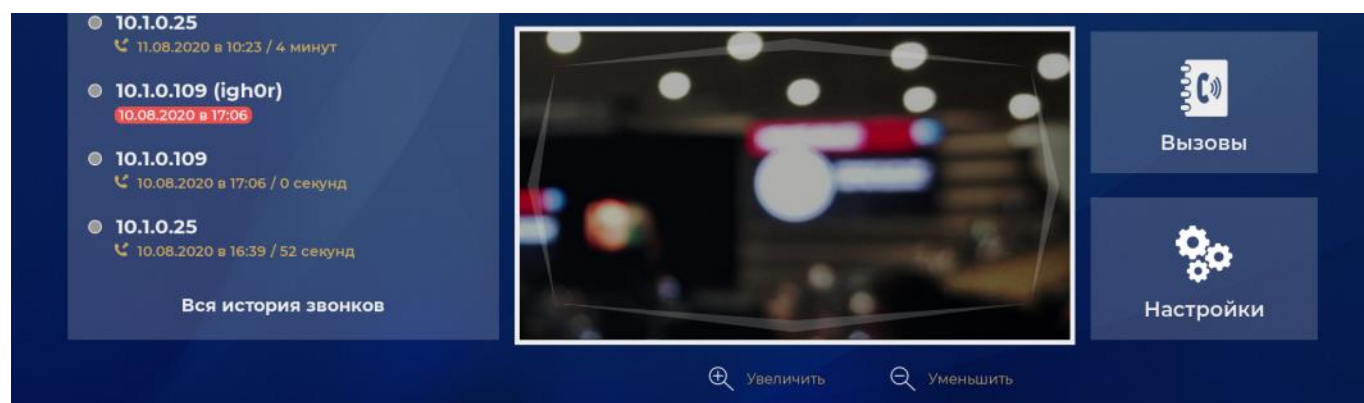 10.1.0.25
11.08.2020 в 10:23 / 4 минут
10.1.0.109 (igh0r)
10.08.2020 в 17:06
10.1.0.109
10.08.2020 в 17:06 / 0 секунд
10.1.0.25
10.08.2020 в 16:39 / 52 секунд
Вся история звонков
Вызовы
Настройки
Увеличить
Уменьшить